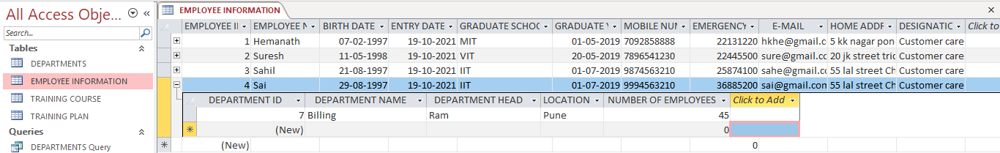 All Access Obje...
Search...
Tables
DEPARTMENTS
EMPLOYEE INFORMATION
TRAINING COURSE
TRAINING PLAN
Queries
DEPARTMENTS Query
EMPLOYEE INFORMATION
EMPLOYEE II EMPLOYEE N BIRTH DATE ENTRY DATE GRADUATE SCHOO GRADUATE Y MOBILE NUM EMERGENCY E-MAIL HOME ADDR DESIGNATIC Click to
1 Hemanath 07-02-1997 19-10-2021 MIT 01-05-2019 7092858888 22131220 hkhe@gmail.c 5 kk nagar pon Customer care
2 Suresh 11-05-1998 19-10-2021 VIT 20-05-2019 7896541230 22445500 sure@gmail.co 20 jk street tric Customer care
3 Sahil 21-08-1997 19-10-2021 IIT 01-07-2019 9874563210 25874100 sahe@gmail.c 55 lal street Ch Customer care
4 Sai 29-08-1997 19-10-2021 IIT 01-07-2019 9994563210 36885200 sai@gmail.com 55 lal street Ch Customer care
DEPARTMENT ID DEPARTMENT NAME DEPARTMENT HEAD LOCATION NUMBER OF EMPLOYEES Click to Add
7 Billing Ram Pune 45
(New) 0
(New) 0